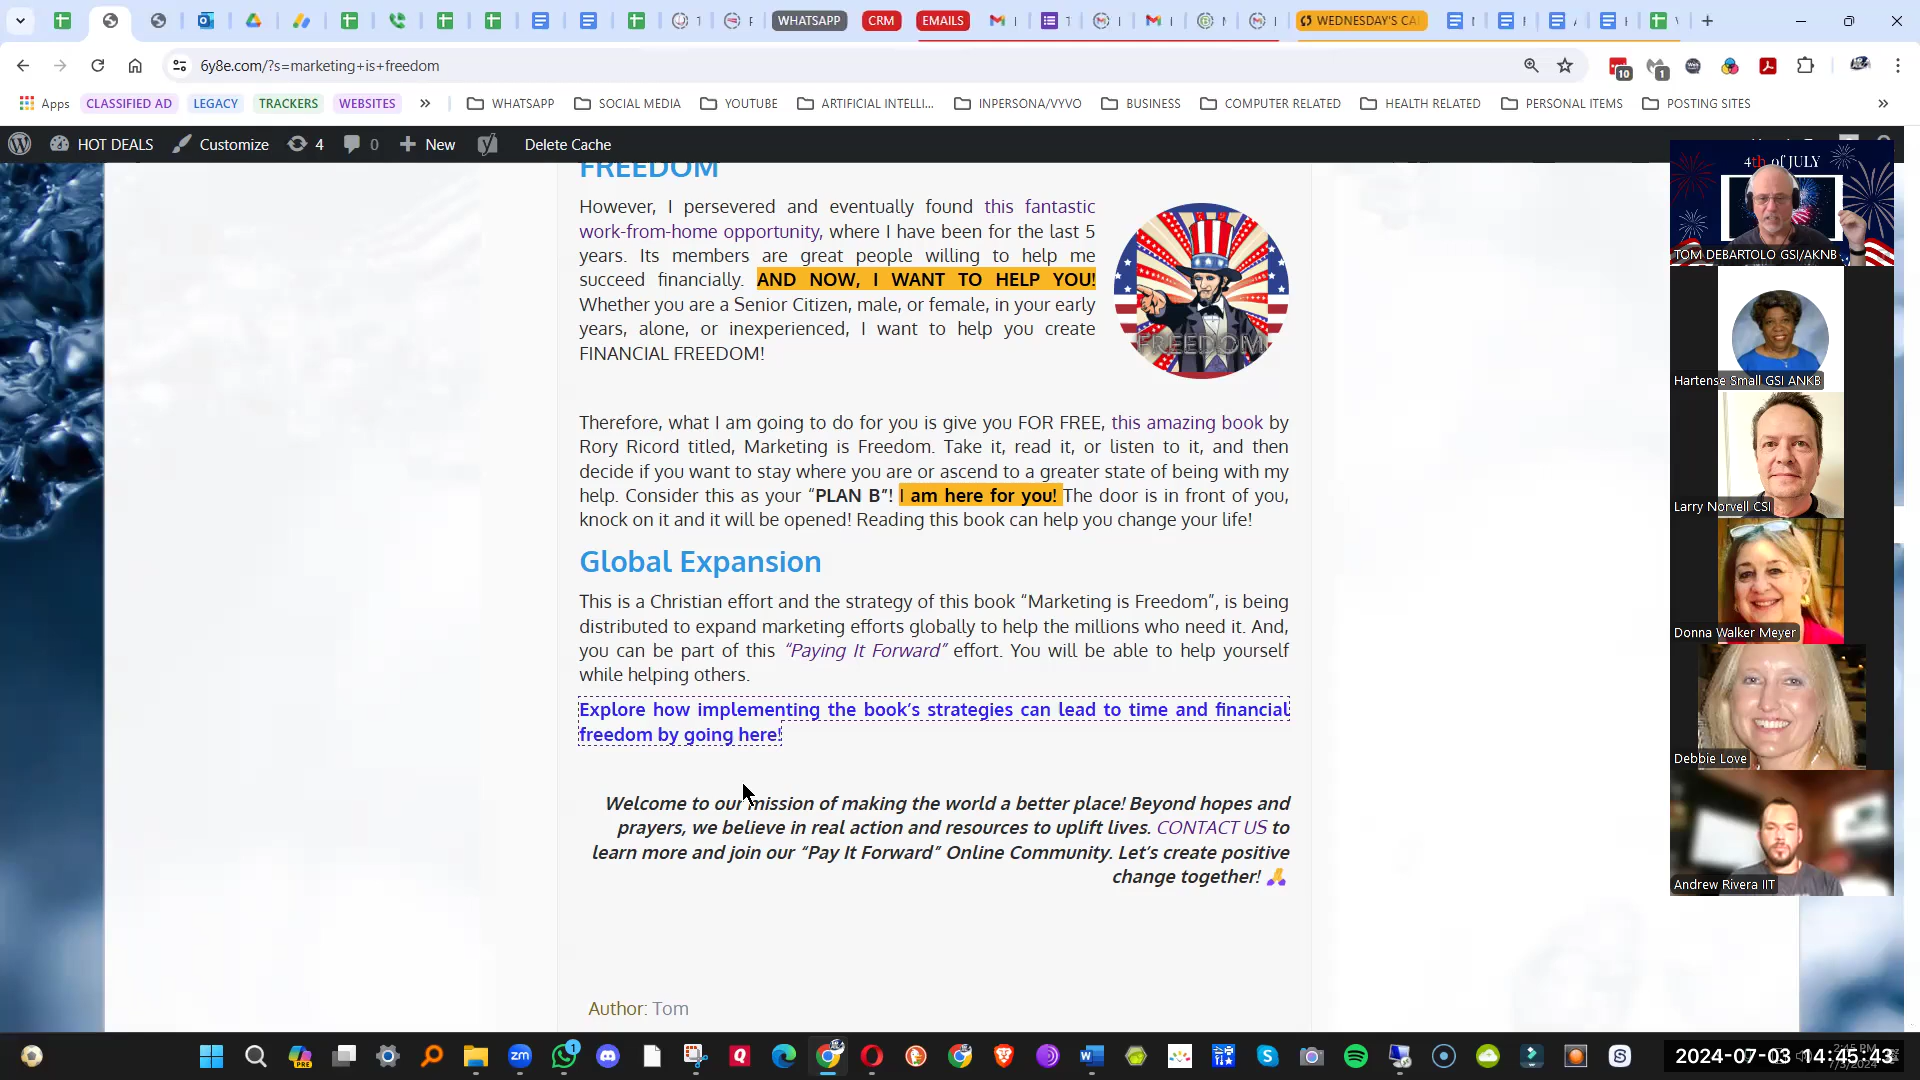 WHATSAPP
CRM
EMAILS
WEDNESDAY'S CA
6y8e.com/?s=marketing+is+freedom
10
1
Apps
CLASSIFIED AD
LEGACY
TRACKERS
WEBSITES
WHATSAPP
SOCIAL MEDIA
YOUTUBE
ARTIFICIAL INTELLI...
INPERSONA/VYVO
BUSINESS
COMPUTER RELATED
HEALTH RELATED
PERSONAL ITEMS
POSTING SITES
HOT DEALS
Customize
4
0
New
Delete Cache
FREEDOM
However, I persevered and eventually found this fantastic
work-from-home opportunity, where I have been for the last 5
years. Its members are great people willing to help me
succeed financially. AND NOW, I WANT TO HELP YOU!
Whether you are a Senior Citizen, male, or female, in your early
years, alone, or inexperienced, I want to help you create
FINANCIAL FREEDOM!
FREEDOM
Therefore, what I am going to do for you is give you FOR FREE, this amazing book by
Rory Ricord titled, Marketing is Freedom. Take it, read it, or listen to it, and then
decide if you want to stay where you are or ascend to a greater state of being with my
help. Consider this as your “PLAN B”! I am here for you! The door is in front of you,
knock on it and it will be opened! Reading this book can help you change your life!
Global Expansion
This is a Christian effort and the strategy of this book “Marketing is Freedom”, is being
distributed to expand marketing efforts globally to help the millions who need it. And,
you can be part of this “Paying It Forward” effort. You will be able to help yourself
while helping others.
Explore how implementing the book’s strategies can lead to time and financial
freedom by going here!
Welcome to our mission of making the world a better place! Beyond hopes and
prayers, we believe in real action and resources to uplift lives. CONTACT US to
learn more and join our “Pay It Forward” Online Community. Let’s create positive
change together! 🙏
Author: Tom
4th of JULY
TOM DEBARTOLO GSI/AKNB
Hartense Small GSI ANKB
Larry Norvell CSI
Donna Walker Meyer
Debbie Love
Andrew Rivera IIT
PRE
zm
1
2024-07-03 14:45:43